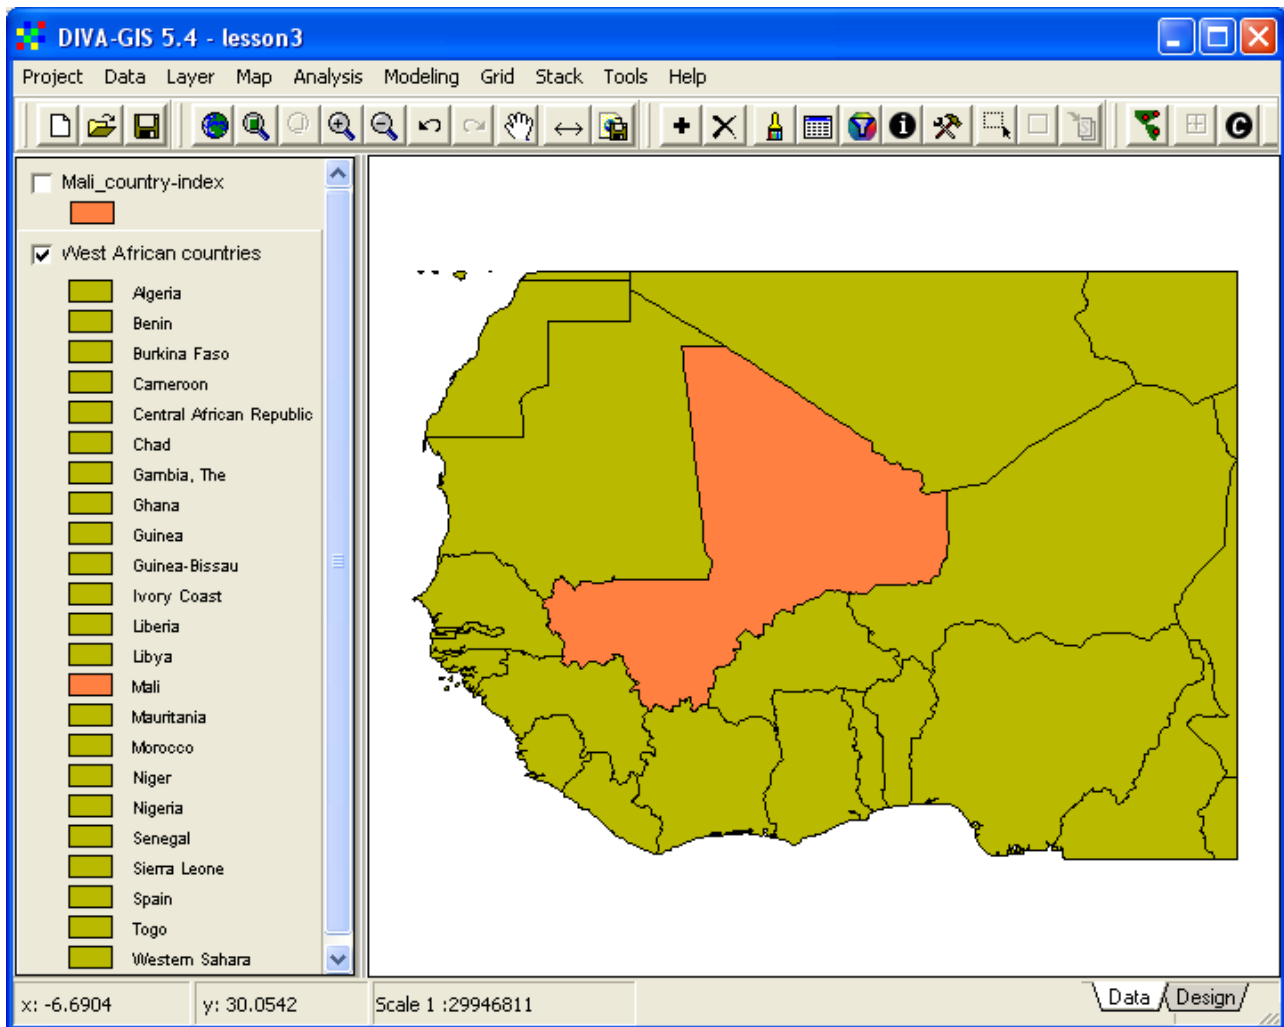 DIVA-GIS 5.4 - lesson3
Project Data Layer Map Analysis Modeling Grid Stack Tools Help
Mali_country-index
West African countries
Algeria
Benin
Burkina Faso
Cameroon
Central African Republic
Chad
Gambia, The
Ghana
Guinea
Guinea-Bissau
Ivory Coast
Liberia
Libya
Mali
Mauritania
Morocco
Niger
Nigeria
Senegal
Sierra Leone
Spain
Togo
Western Sahara
x: -6.6904 y: 30.0542 Scale 1 :29946811 Data Design